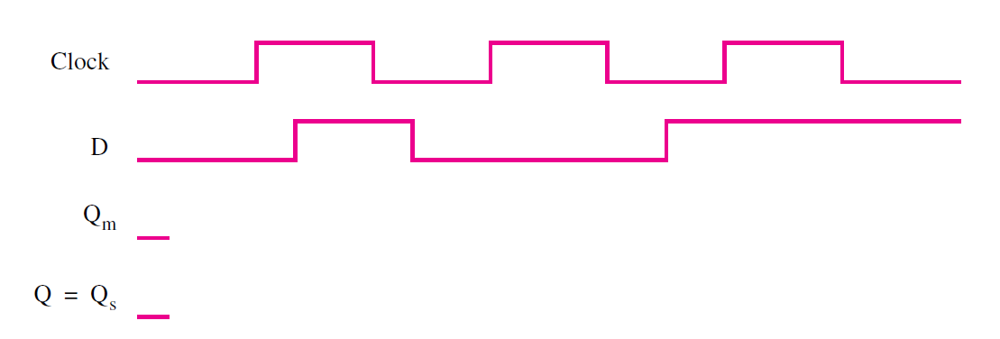 Clock
D
Qm
Q = Qs